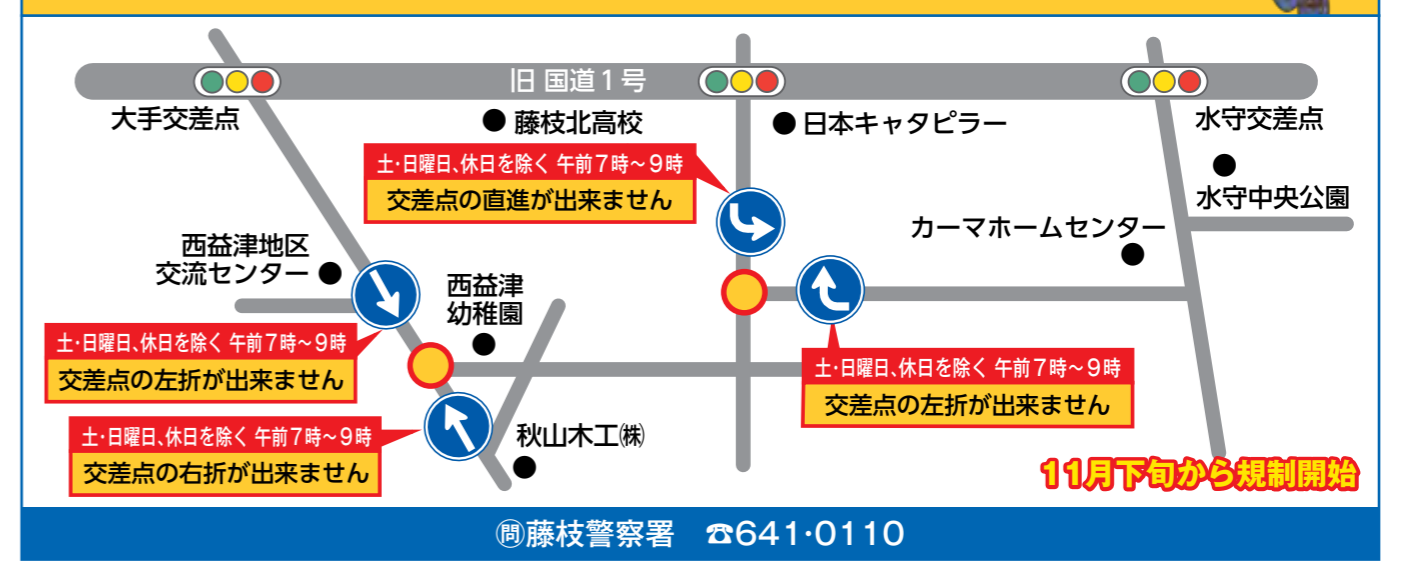 旧 国道1号
大手交差点
● 藤枝北高校
● 日本キャタピラー
水守交差点
水守中央公園
土・日曜日、休日を除く 午前7時～9時
交差点の直進が出来ません
カーマホームセンター
西益津地区
交流センター
西益津
幼稚園
土・日曜日、休日を除く 午前7時～9時
交差点の左折が出来ません
土・日曜日、休日を除く 午前7時～9時
交差点の左折が出来ません
土・日曜日、休日を除く 午前7時～9時
交差点の右折が出来ません
秋山木工㈱
11月下旬から規制開始
㉄藤枝警察署 ☎641・0110